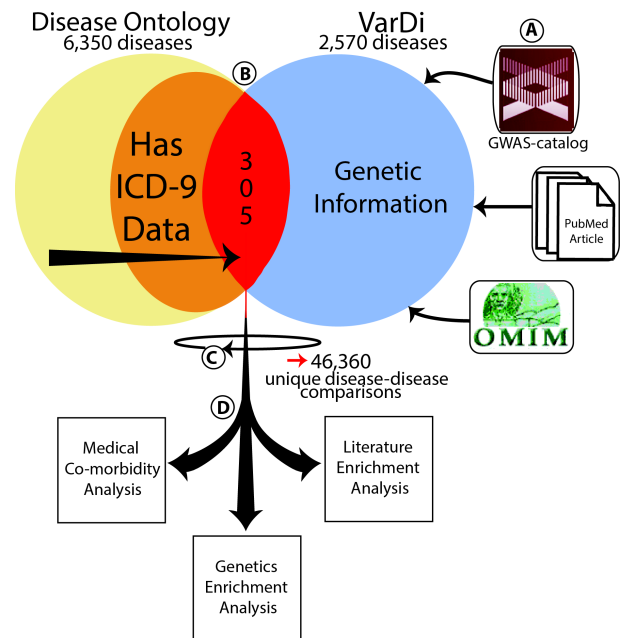 Disease Ontology
6,350 diseases
VarDi
2,570 diseases
A
B
GWAS-catalog
Has
ICD-9
Data
3
0
5
Genetic
Information
PubMed
Article
OMIM
C
46,360
unique disease-disease
comparisons
D
Medical
Co-morbidity
Analysis
Literature
Enrichment
Analysis
Genetics
Enrichment
Analysis